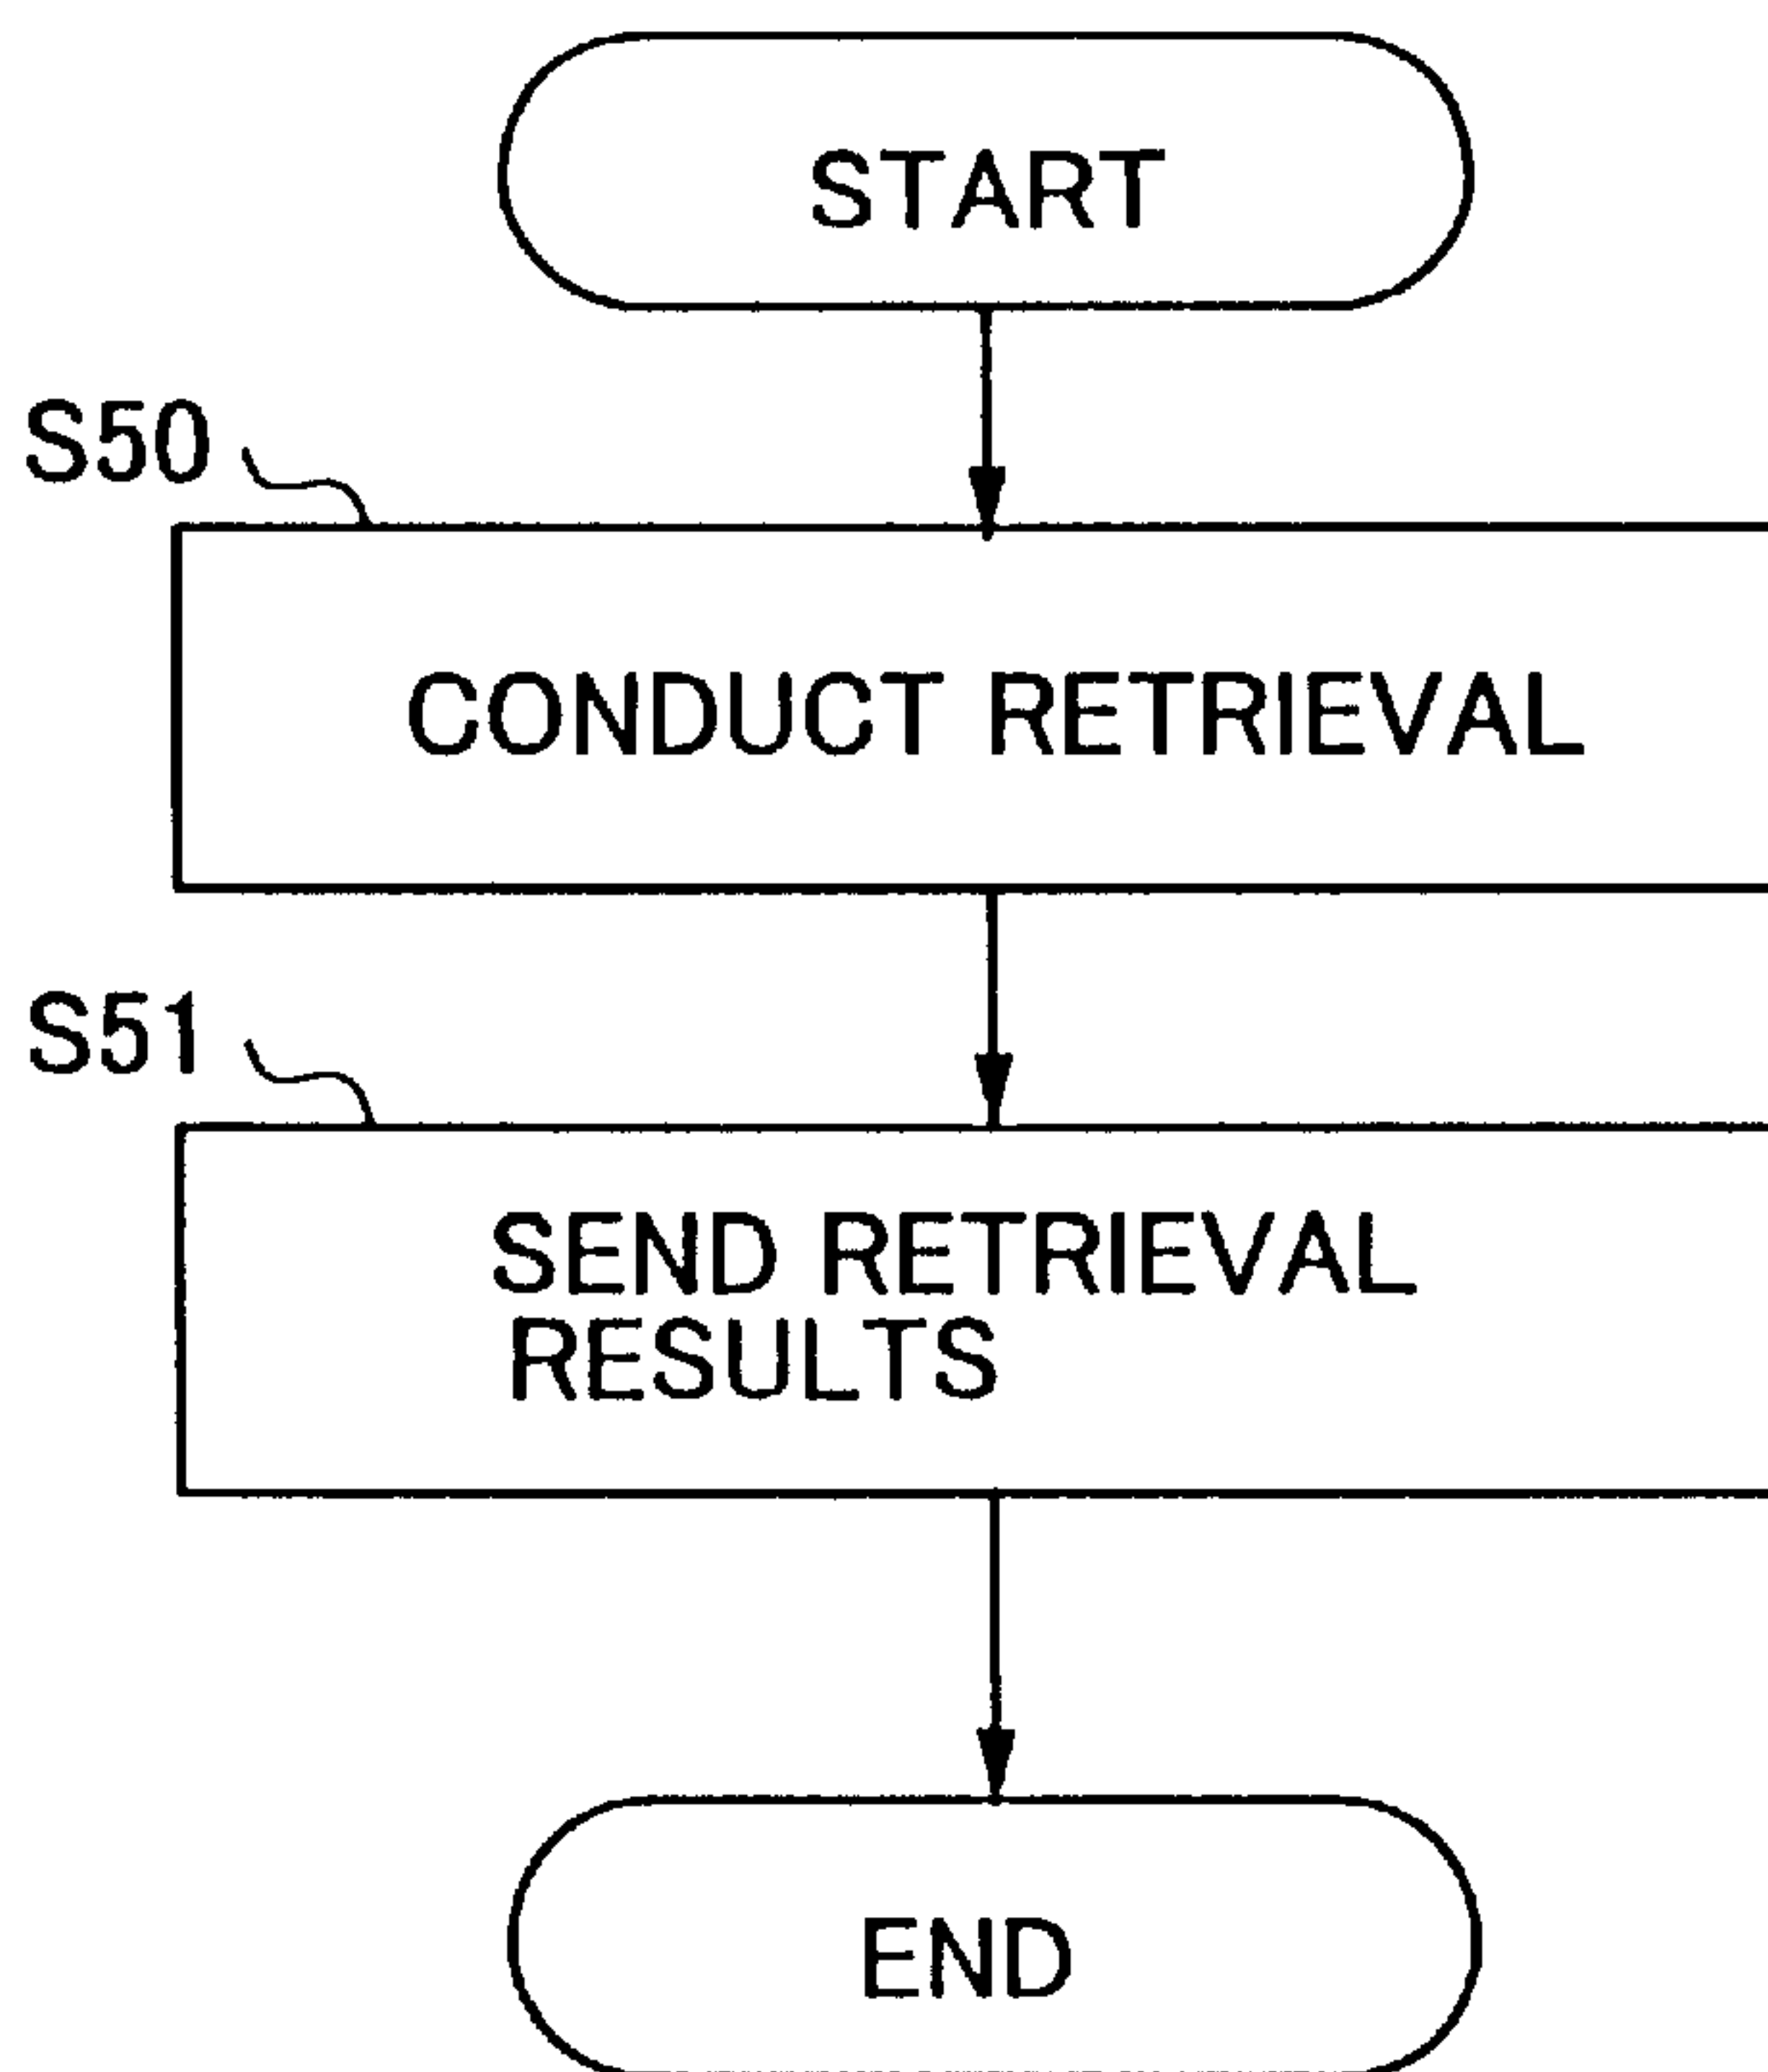 START
S50
CONDUCT RETRIEVAL
S51
SEND RETRIEVAL
RESULTS
END